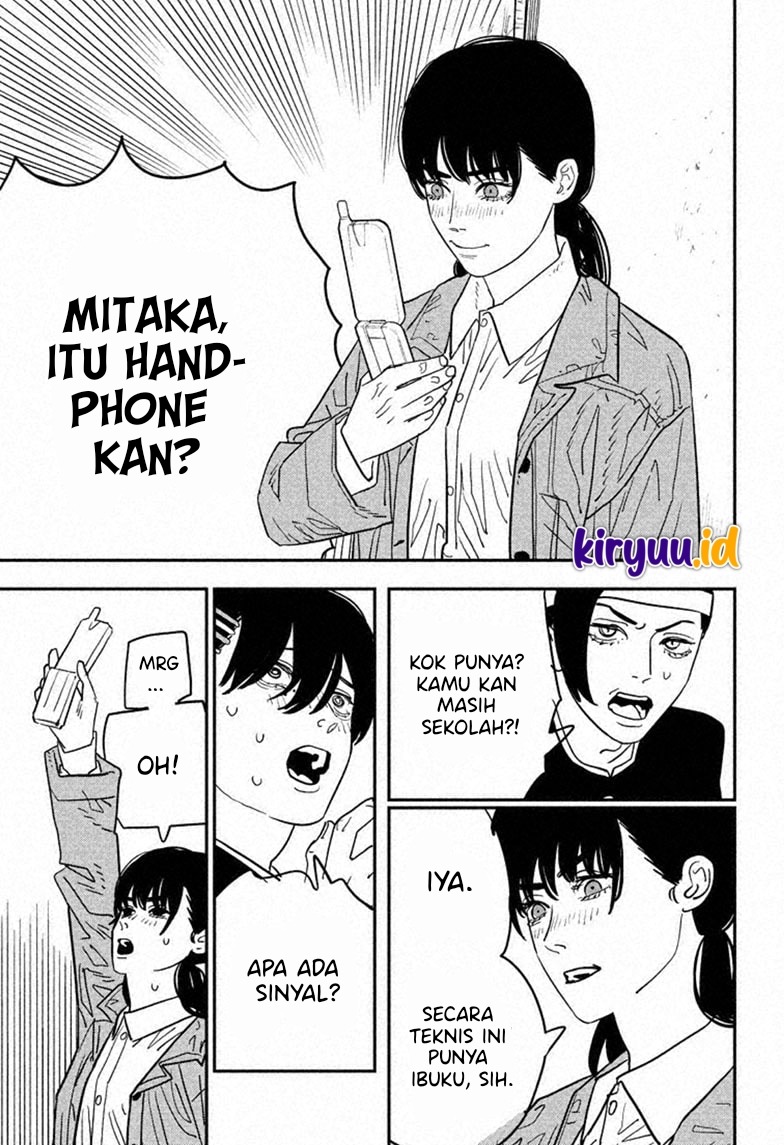 MITAKA,
ITU HAND-
PHONE
KAN?
kiryuu.id
KOK PUNYA?
KAMU KAN
MASIH
SEKOLAH?!
IYA.
SECARA
TEKNIS INI
PUNYA
IBUKU, SIH.
APA ADA
SINYAL?
MRG
...
OH!